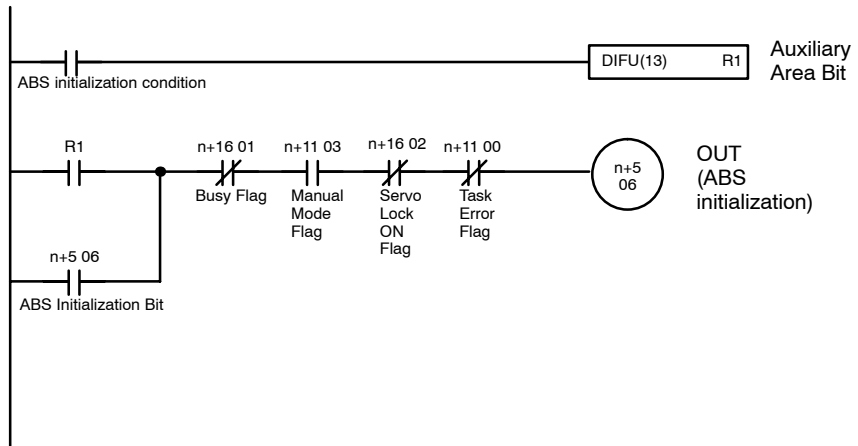 DIFU(13) R1
Auxiliary
Area Bit
ABS initialization condition
R1
n+16 01
n+11 03
n+16 02
n+11 00
n+5
06
OUT
(ABS
initialization)
Busy Flag
Manual
Mode
Flag
Servo
Lock
ON
Flag
Task
Error
Flag
n+5 06
ABS Initialization Bit